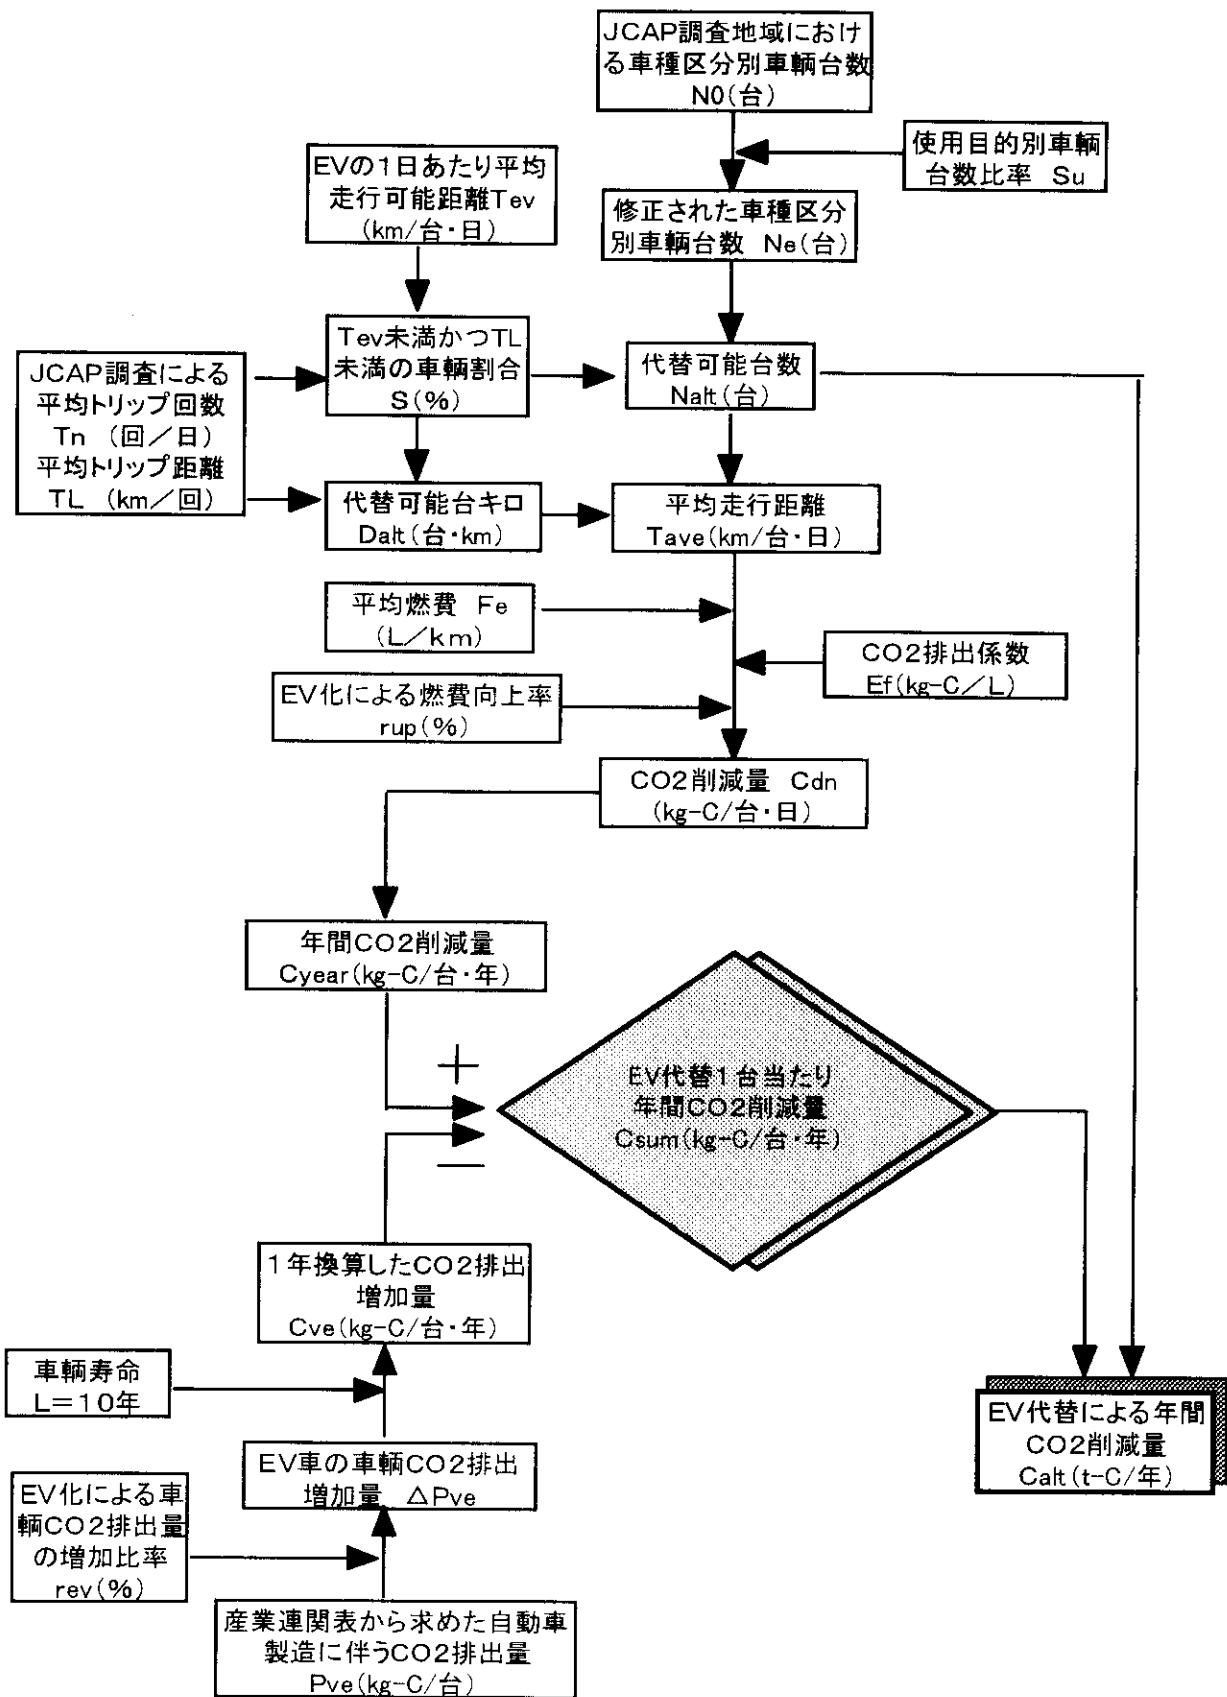 JCAP調査地域におけ
る車種区分別車輌台数
N0(台)
使用目的別車輌
台数比率 Su
EVの1日あたり平均
走行可能距離Tev
(km/台・日)
修正された車種区分
別車輌台数 Ne(台)
Tev未満かつTL
未満の車輌割合
S(%)
代替可能台数
Nalt(台)
JCAP調査による
平均トリップ回数
Tn (回/日)
平均トリップ距離
TL (km/回)
代替可能台キロ
Dalt(台・km)
平均走行距離
Tave(km/台・日)
平均燃費 Fe
(L/km)
CO2排出係数
Ef(kg-C/L)
EV化による燃費向上率
rup(%)
CO2削減量 Cdn
(kg-C/台・日)
年間CO2削減量
Cyear(kg-C/台・年)
+
EV代替1台当たり
年間CO2削減量
Csum(kg-C/台・年)
—
1年換算したCO2排出
増加量
Cve(kg-C/台・年)
車輌寿命
L=10年
EV代替による年間
CO2削減量
Calt(t-C/年)
EV車の車輌CO2排出
増加量 △Pve
EV化による車
輌CO2排出量
の増加比率
rev(%)
産業連関表から求めた自動車
製造に伴うCO2排出量
Pve(kg-C/台)